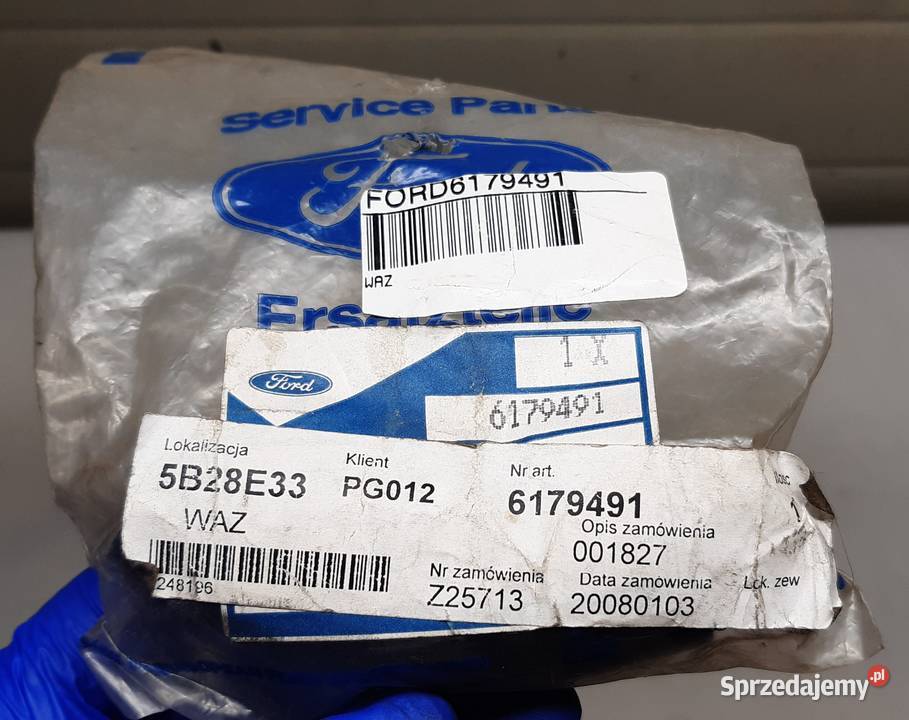 Service Parts
Ford
FORD6179491
WAZ
Ersatzteile
1 X
Ford
6179491
Lokalizacja
5B28E33
Klient
PG012
Nr art.
6179491
WAZ
Opis zamówienia
001827
248196
Nr zamówienia
Z25713
Data zamówienia
20080103
Lok. zew
Sprzedajemy.pl